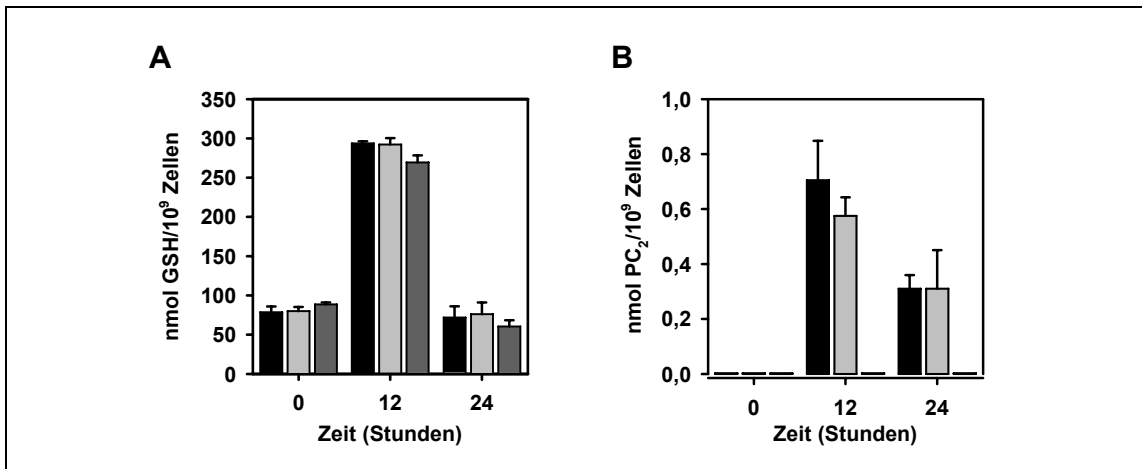 A
nmol GSH/10⁹ Zellen
350
300
250
200
150
100
50
0
0 12 24
Zeit (Stunden)
B
nmol PC₂/10⁹ Zellen
1,0
0,8
0,6
0,4
0,2
0,0
0 12 24
Zeit (Stunden)